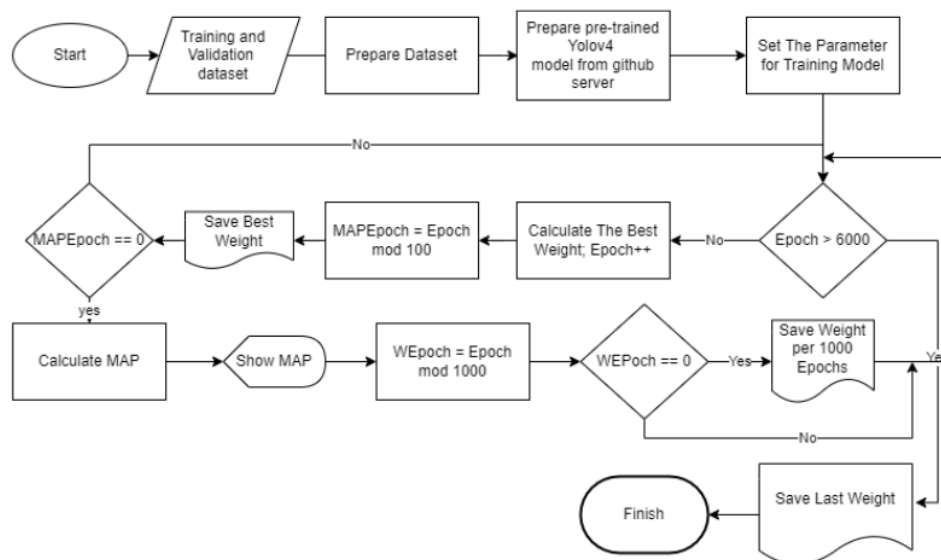 Start
Training and
Validation
dataset
Prepare Dataset
Prepare pre-trained
Yolov4
model from github
server
Set The Parameter
for Training Model
No
MAPEpoch == 0
Save Best
Weight
MAPEpoch = Epoch
mod 100
Calculate The Best
Weight; Epoch++
No
Epoch > 6000
yes
Calculate MAP
Show MAP
WEpoch = Epoch
mod 1000
WEPoch == 0
Yes
Save Weight
per 1000
Epochs
Ye
No
Finish
Save Last Weight